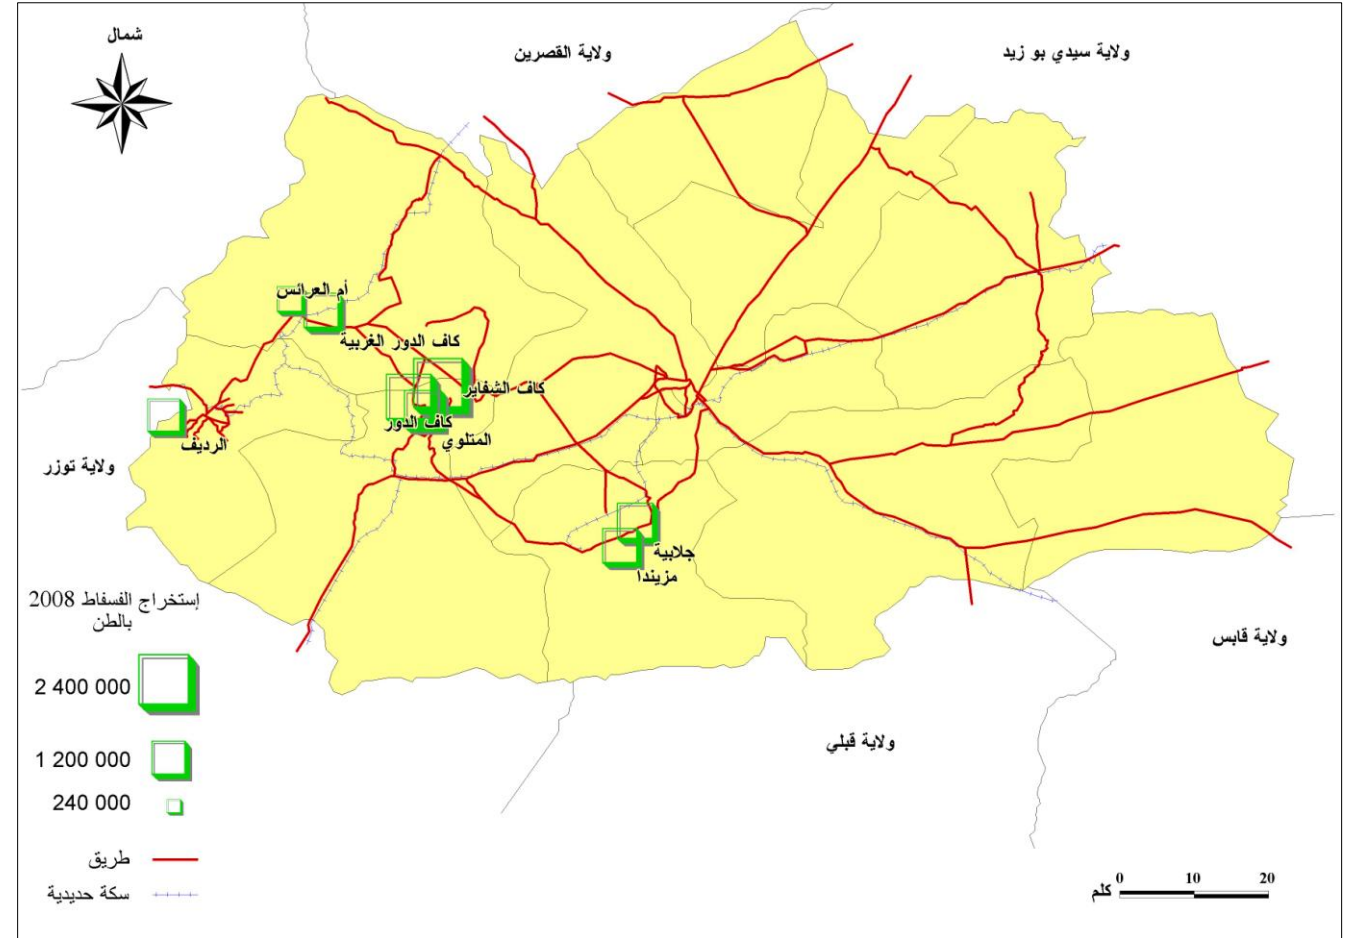 شمال
ولاية القصرين
ولاية سيدي بو زيد
أم العرائس
كاف الدور الغربية
كاف الشفاير
كاف الدور
المتلوي
الرديف
ولاية توزر
جلابية
مزيندا
إستخراج الفسفاط 2008
بالطن
2 400 000
1 200 000
240 000
طريق
سكة حديدية
ولاية قابس
ولاية قبلي
0 10 20
كلم